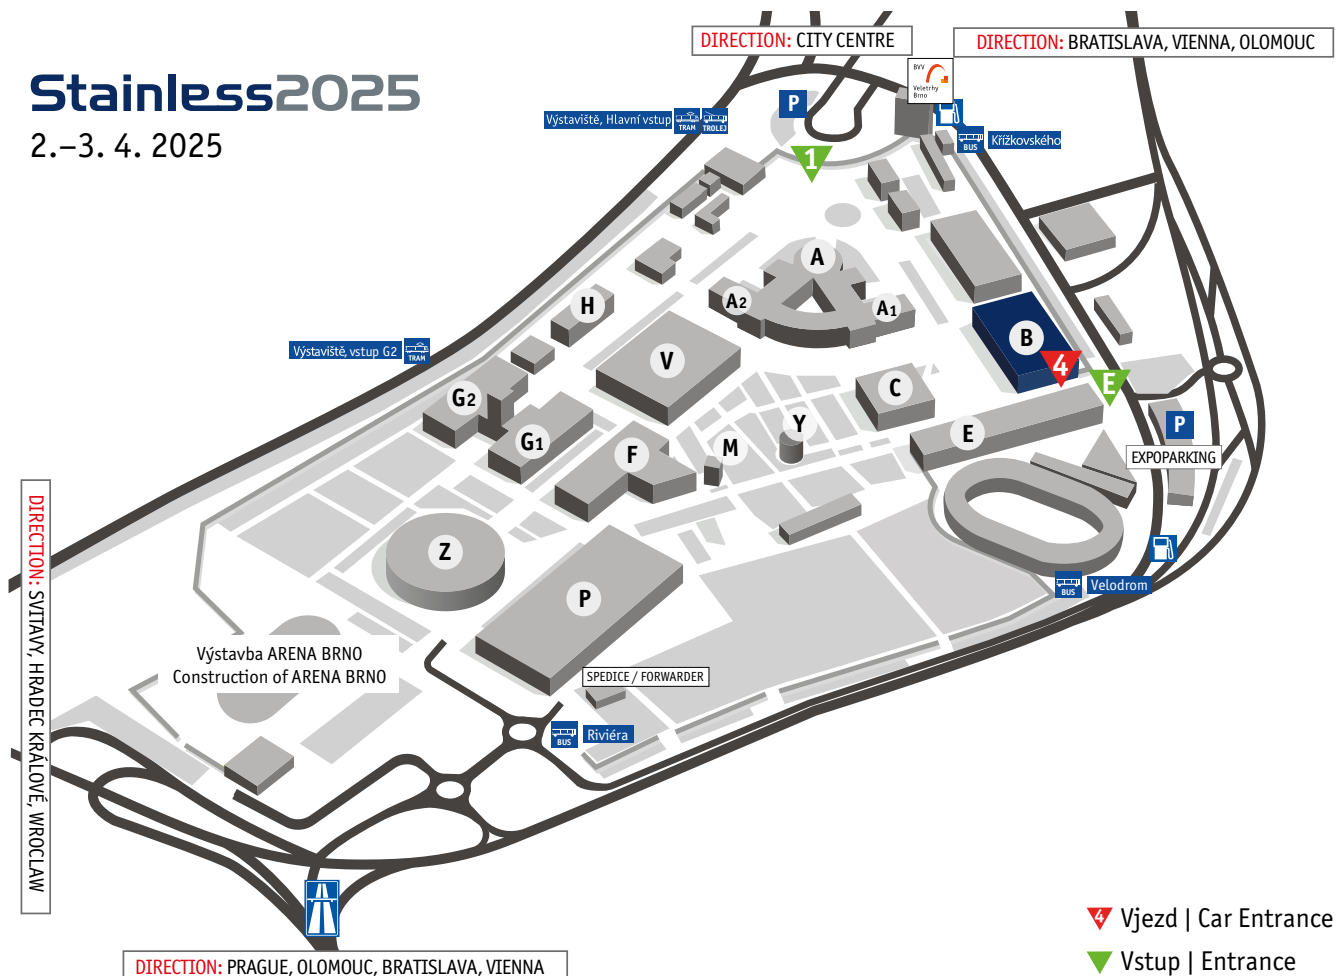 DIRECTION: CITY CENTRE
DIRECTION: BRATISLAVA, VIENNA, OLOMOUC
Stainless2025
2.–3. 4. 2025
BVV
Veletrhy
Brno
P
Výstaviště, Hlavní vstup
TRAM
TROLEJ
BUS
Křížkovského
1
A
A2
A1
H
B
Výstaviště, vstup G2
TRAM
V
4
E
C
G2
G1
F
M
Y
E
P
EXPOPARKING
DIRECTION: SVITAVY, HRADEC KRÁLOVÉ, WROCLAW
Z
P
BUS
Velodrom
Výstavba ARENA BRNO
Construction of ARENA BRNO
SPEDICE / FORWARDER
BUS
Riviéra
4 Vjezd | Car Entrance
Vstup | Entrance
DIRECTION: PRAGUE, OLOMOUC, BRATISLAVA, VIENNA